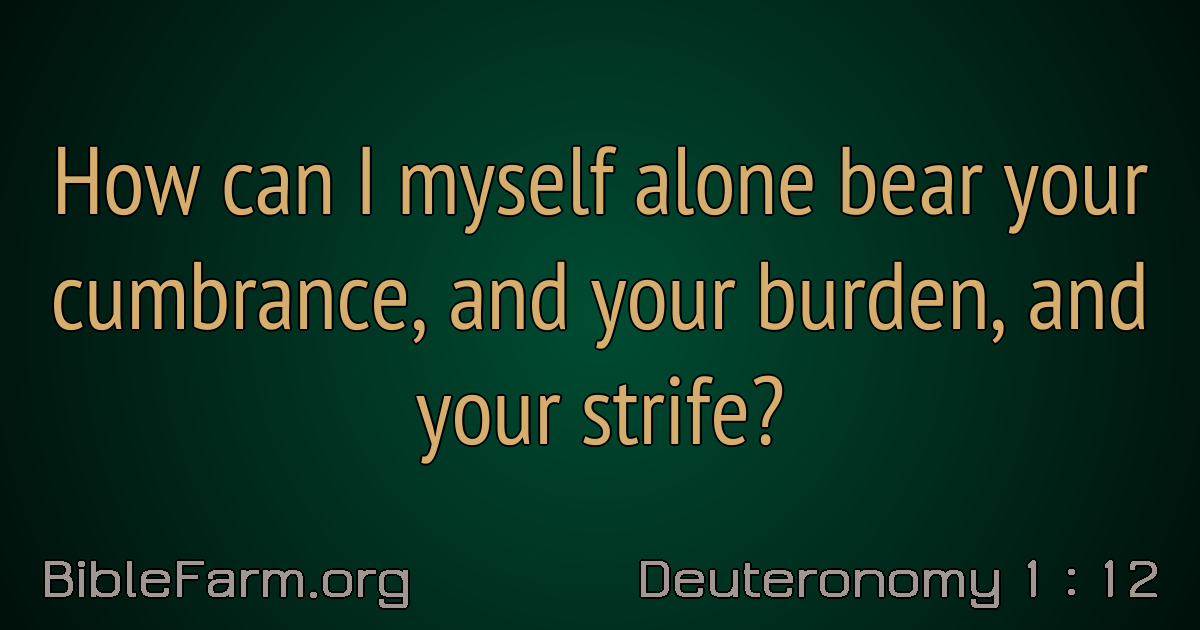 How can I myself alone bear your
cumbrance, and your burden, and
your strife?
BibleFarm.org
Deuteronomy 1 : 12